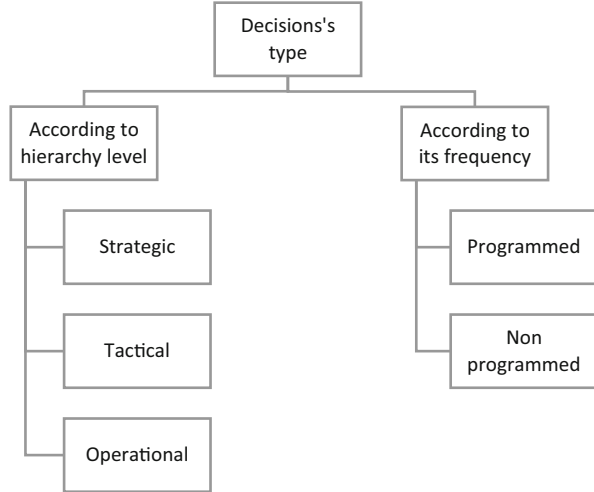 Decisions's
type
According to
hierarchy level
Strategic
Tactical
Operational
According to
its frequency
Programmed
Non
programmed